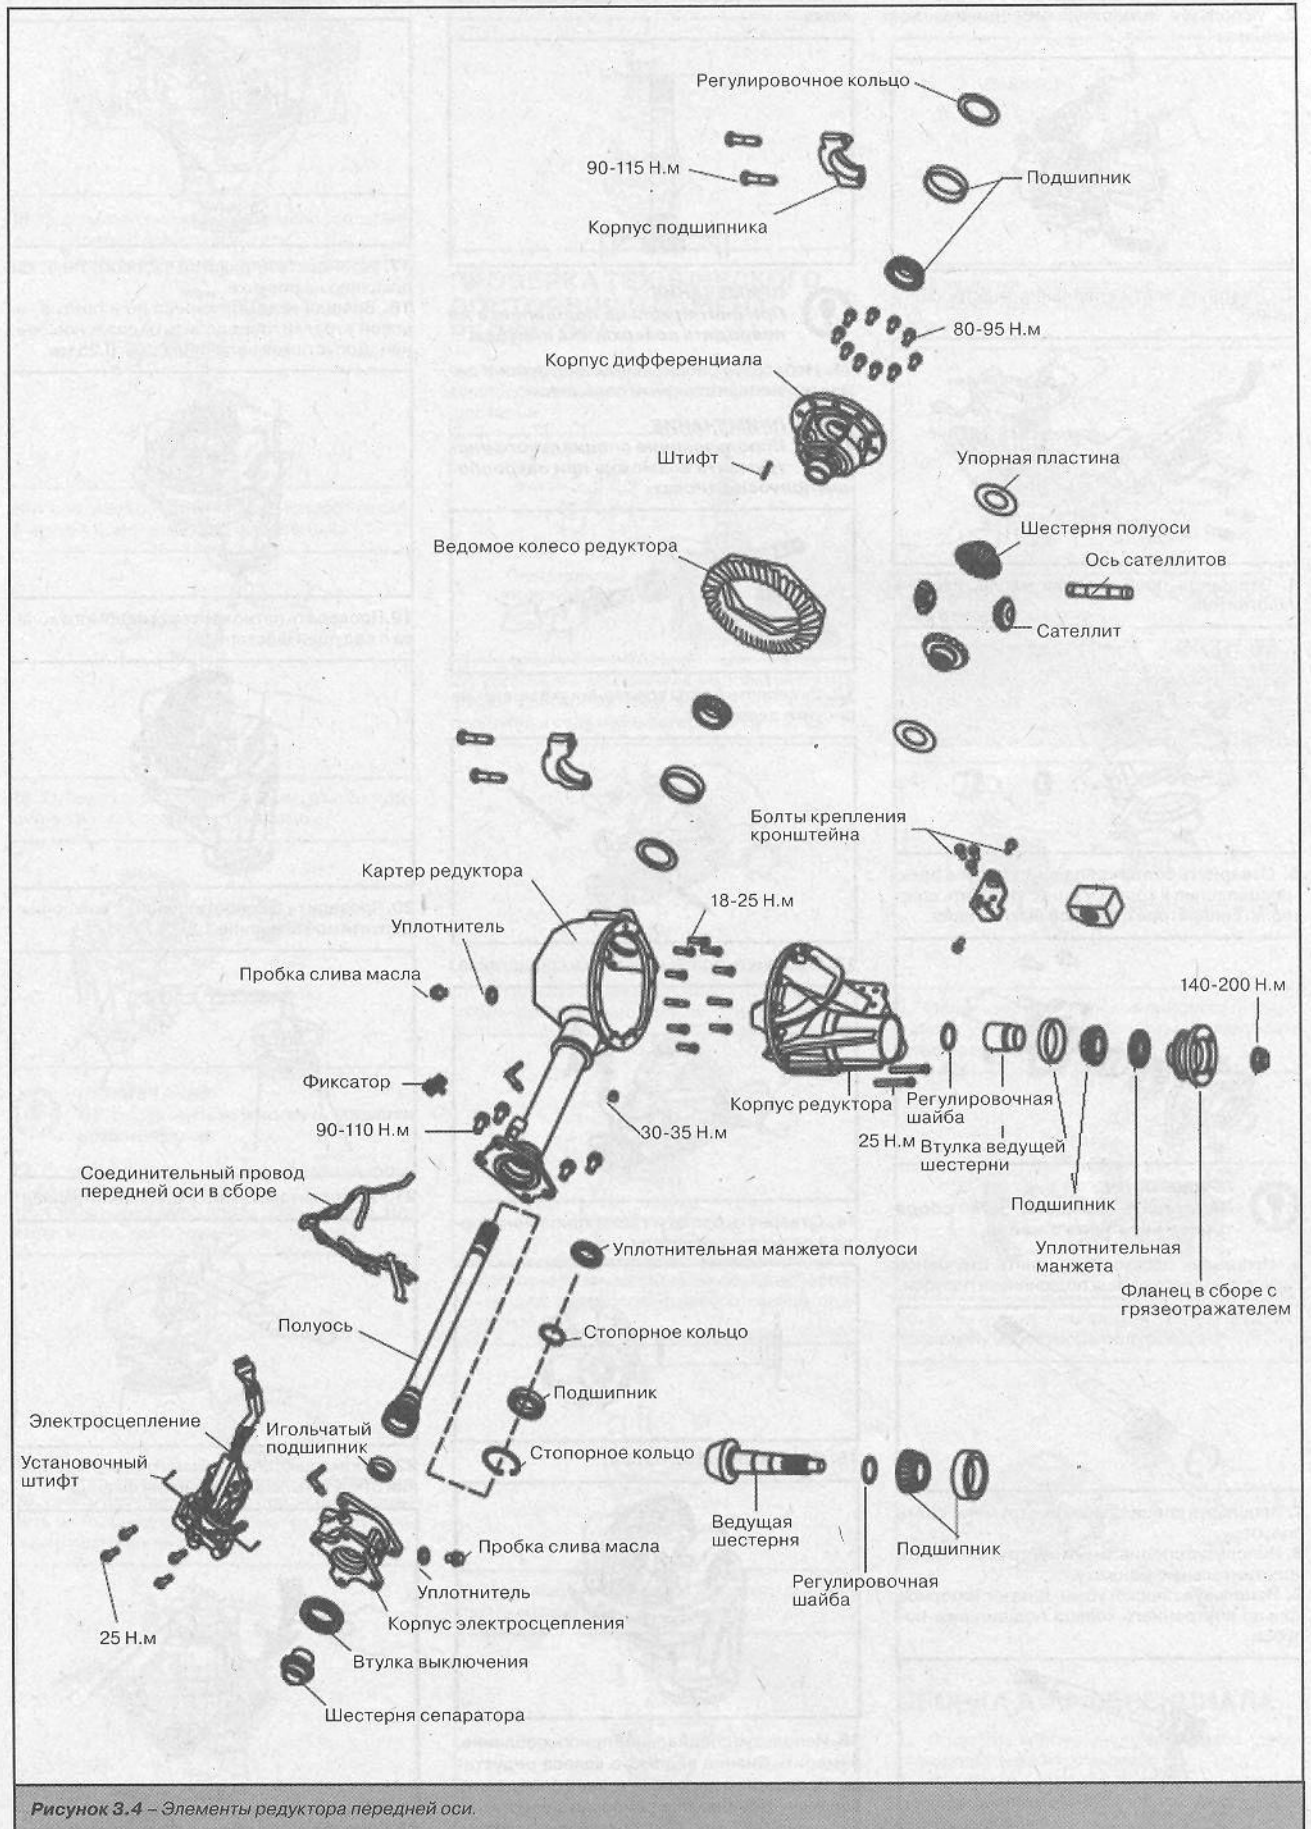 Регулировочное кольцо
90-115 Н.м
Подшипник
Корпус подшипника
80-95 Н.м
Корпус дифференциала
Штифт
Упорная пластина
Шестерня полуоси
Ведомое колесо редуктора
Ось сателлитов
Сателлит
Болты крепления
кронштейна
Картер редуктора
18-25 Н.м
Уплотнитель
Пробка слива масла
140-200 Н.м
Фиксатор
Корпус редуктора
Регулировочная
шайба
90-110 Н.м
30-35 Н.м
25 Н.м
Втулка ведущей
шестерни
Соединительный провод
передней оси в сборе
Подшипник
Уплотнительная манжета полуоси
Уплотнительная
манжета
Фланец в сборе с
грязеотражателем
Полуось
Стопорное кольцо
Подшипник
Электросцепление
Игольчатый
подшипник
Стопорное кольцо
Установочный
штифт
Ведущая
шестерня
Подшипник
Пробка слива масла
Регулировочная
шайба
Уплотнитель
Корпус электросцепления
25 Н.м
Втулка выключения
Шестерня сепаратора
Рисунок 3.4 – Элементы редуктора передней оси.